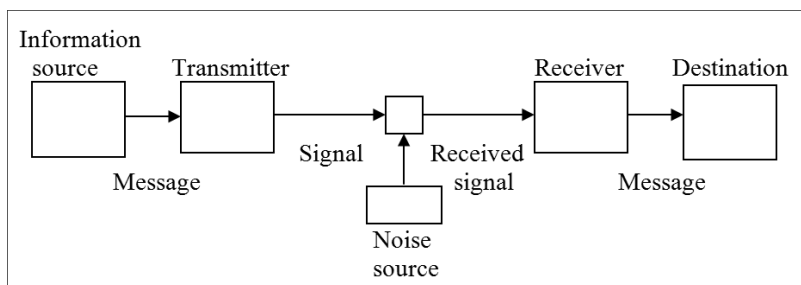 Information
source
Transmitter
Receiver
Destination
Signal
Received
signal
Message
Message
Noise
source